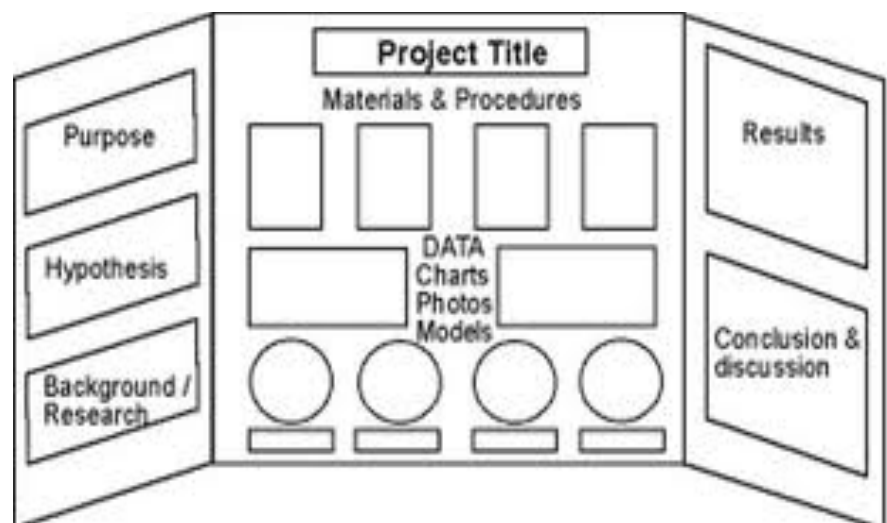 Project Title
Materials & Procedures
Purpose
Hypothesis
Background /
Research
DATA
Charts
Photos
Models
Results
Conclusion &
discussion